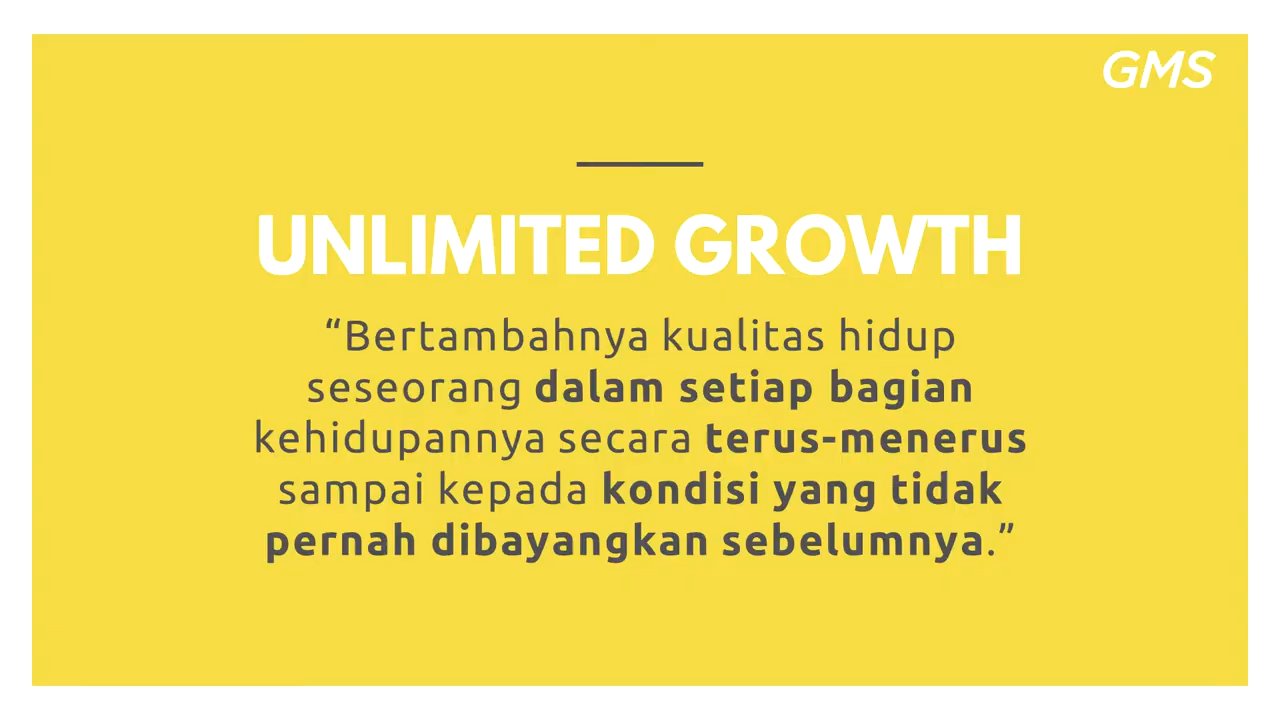 GMS
UNLIMITED GROWTH
“Bertambahnya kualitas hidup
seseorang dalam setiap bagian
kehidupannya secara terus-menerus
sampai kepada kondisi yang tidak
pernah dibayangkan sebelumnya.”